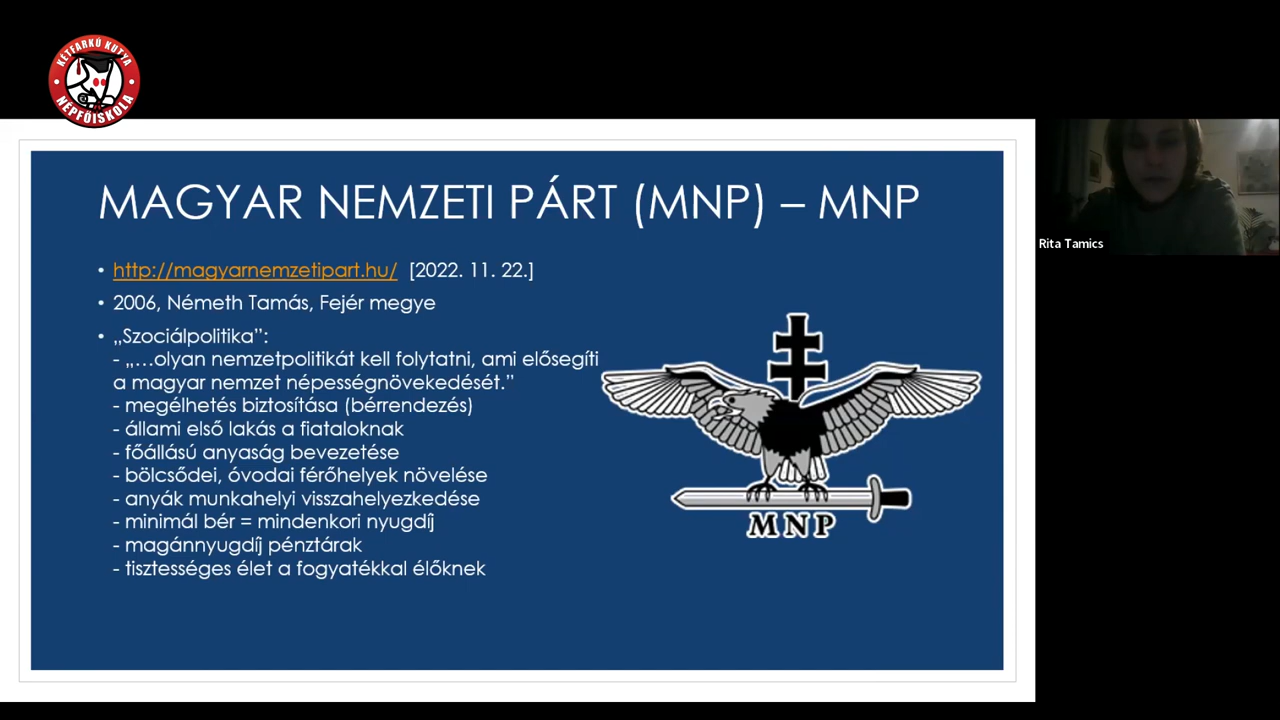 KÉTFARKÚ KUTYA
NÉPFŐISKOLA
MAGYAR NEMZETI PÁRT (MNP) – MNP
• http://magyarnemzetipart.hu/ [2022. 11. 22.]
• 2006, Németh Tamás, Fejér megye
• „Szociálpolitika”:
- „…olyan nemzetpolitikát kell folytatni, ami elősegíti
a magyar nemzet népességnövekedését.”
- megélhetés biztosítása (bérrendezés)
- állami első lakás a fiataloknak
- főállású anyaság bevezetése
- bölcsődei, óvodai férőhelyek növelése
- anyák munkahelyi visszahelyezkedése
- minimál bér = mindenkori nyugdíj
- magánnyugdíj pénztárak
- tisztességes élet a fogyatékkal élőknek
MNP
Rita Tamics